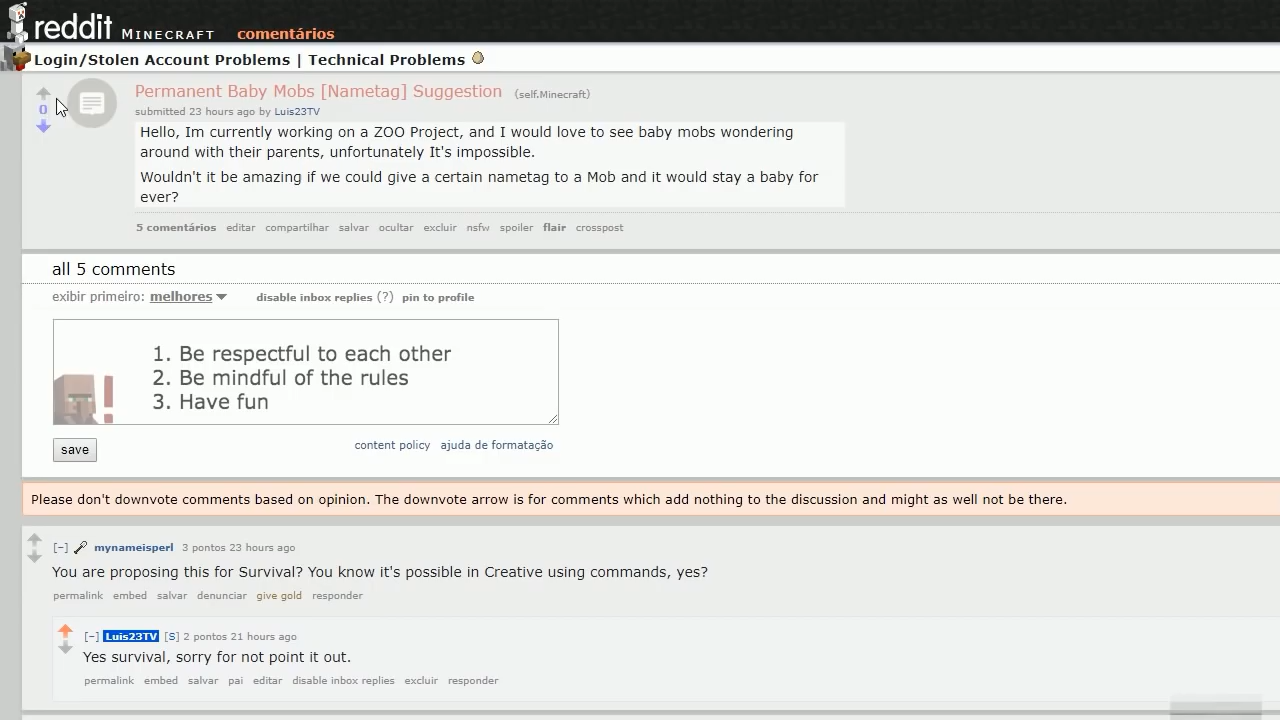 reddit MINECRAFT comentários
Login/Stolen Account Problems | Technical Problems
Permanent Baby Mobs [Nametag] Suggestion (self.Minecraft)
0
submitted 23 hours ago by Luis23TV
Hello, Im currently working on a ZOO Project, and I would love to see baby mobs wondering
around with their parents, unfortunately It's impossible.
Wouldn't it be amazing if we could give a certain nametag to a Mob and it would stay a baby for
ever?
5 comentários editar compartilhar salvar ocultar excluir nsfw spoiler flair crosspost
all 5 comments
exibir primeiro: melhores disable inbox replies (?) pin to profile
1. Be respectful to each other
2. Be mindful of the rules
3. Have fun
save content policy ajuda de formatação
Please don't downvote comments based on opinion. The downvote arrow is for comments which add nothing to the discussion and might as well not be there.
[–] mynameisperl 3 pontos 23 hours ago
You are proposing this for Survival? You know it's possible in Creative using commands, yes?
permalink embed salvar denunciar give gold responder
[–] Luis23TV [S] 2 pontos 21 hours ago
Yes survival, sorry for not point it out.
permalink embed salvar pai editar disable inbox replies excluir responder